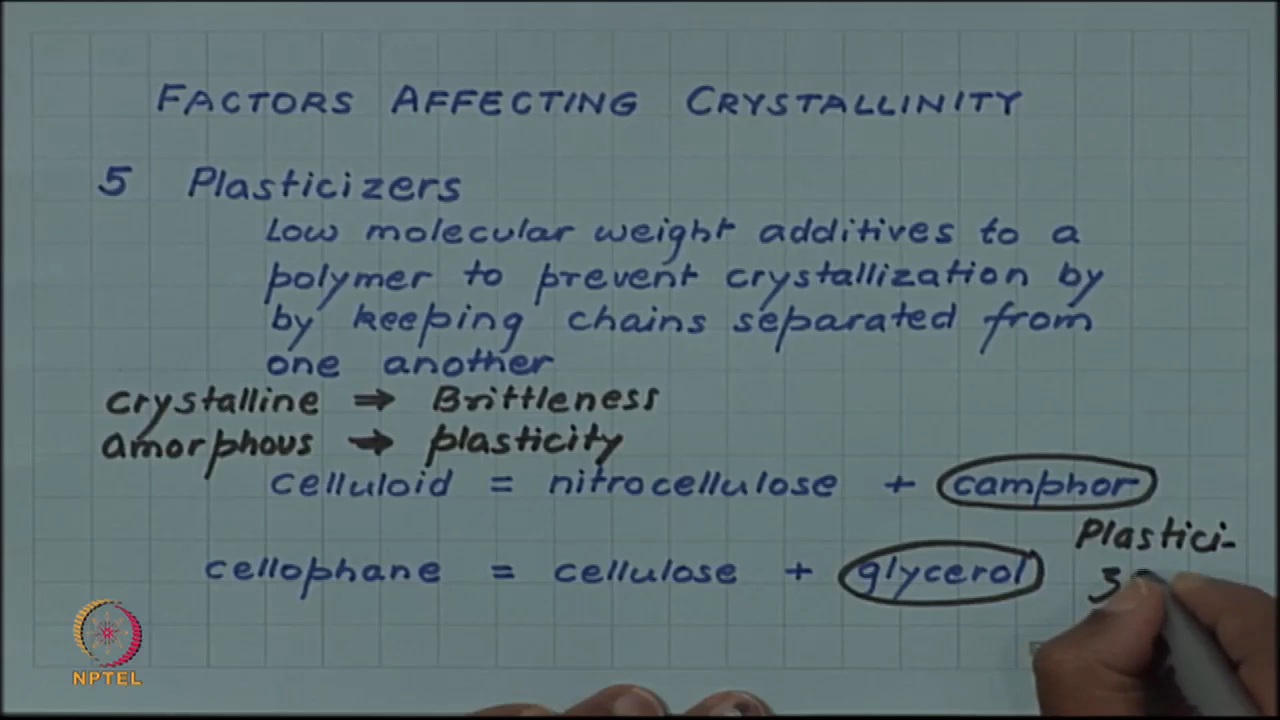 FACTORS AFFECTING CRYSTALLINITY
5 Plasticizers
Low molecular weight additives to a
polymer to prevent crystallization by
by keeping chains separated from
one another
crystalline ⇒ Brittleness
amorphous → plasticity
celluloid = nitrocellulose + camphor
Plastici-
cellophane = cellulose + glycerol
NPTEL